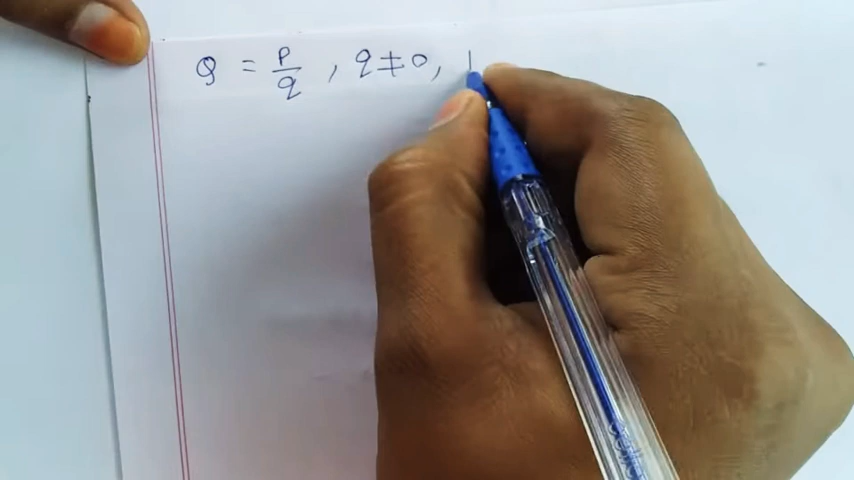 Q = p/q , q ≠ 0,